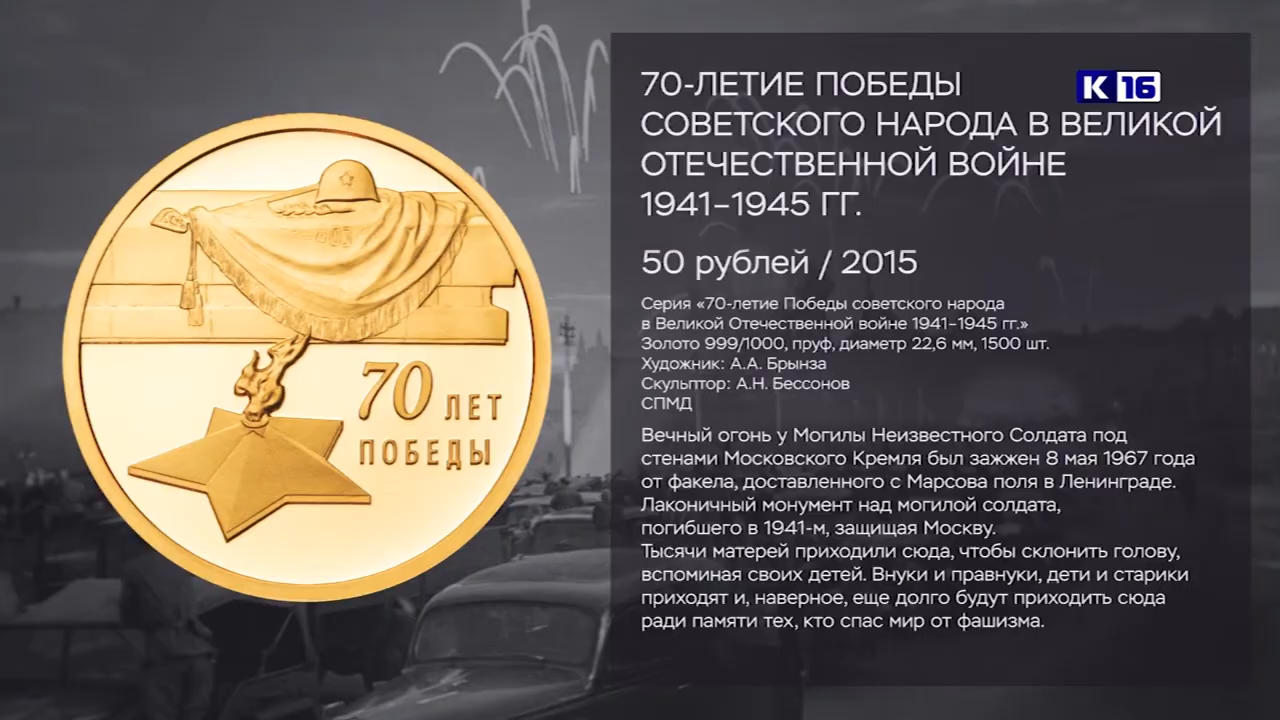 70-ЛЕТИЕ ПОБЕДЫ
K 16
СОВЕТСКОГО НАРОДА В ВЕЛИКОЙ
ОТЕЧЕСТВЕННОЙ ВОЙНЕ
1941–1945 ГГ.
50 рублей / 2015
Серия «70-летие Победы советского народа
в Великой Отечественной войне 1941–1945 гг.»
Золото 999/1000, пруф, диаметр 22,6 мм, 1500 шт.
Художник: А.А. Брынза
Скульптор: А.Н. Бессонов
СПМД
Вечный огонь у Могилы Неизвестного Солдата под
стенами Московского Кремля был зажжен 8 мая 1967 года
от факела, доставленного с Марсова поля в Ленинграде.
Лаконичный монумент над могилой солдата,
погибшего в 1941-м, защищая Москву.
Тысячи матерей приходили сюда, чтобы склонить голову,
вспоминая своих детей. Внуки и правнуки, дети и старики
приходят и, наверное, еще долго будут приходить сюда
ради памяти тех, кто спас мир от фашизма.
70 ЛЕТ
ПОБЕДЫ